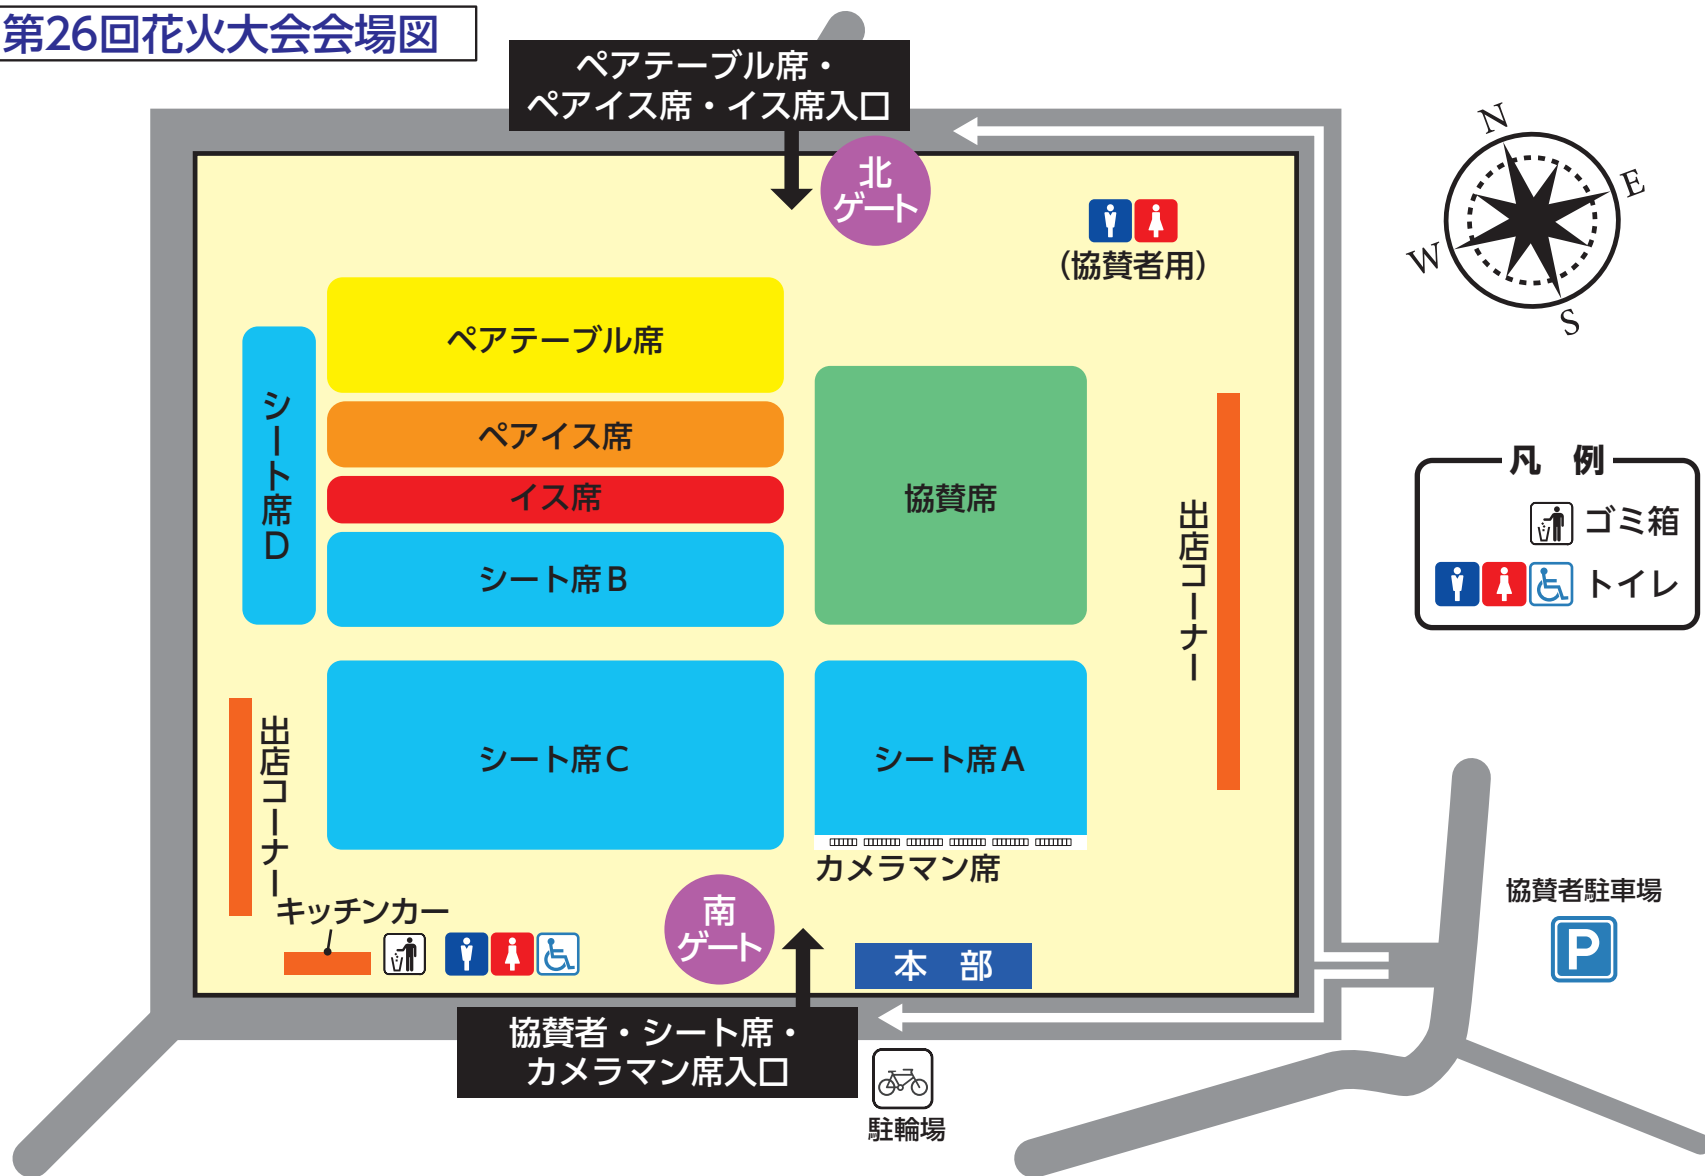 第26回花火大会会場図
ペアテーブル席・
ペアイス席・イス席入口
北
ゲート
(協賛者用)
N
E
W
S
ペアテーブル席
シート席D
ペアイス席
イス席
シート席B
協賛席
出店コーナー
凡 例
ゴミ箱
トイレ
シート席C
シート席A
カメラマン席
出店コーナー
キッチンカー
南
ゲート
本 部
協賛者駐車場
P
協賛者・シート席・
カメラマン席入口
駐輪場